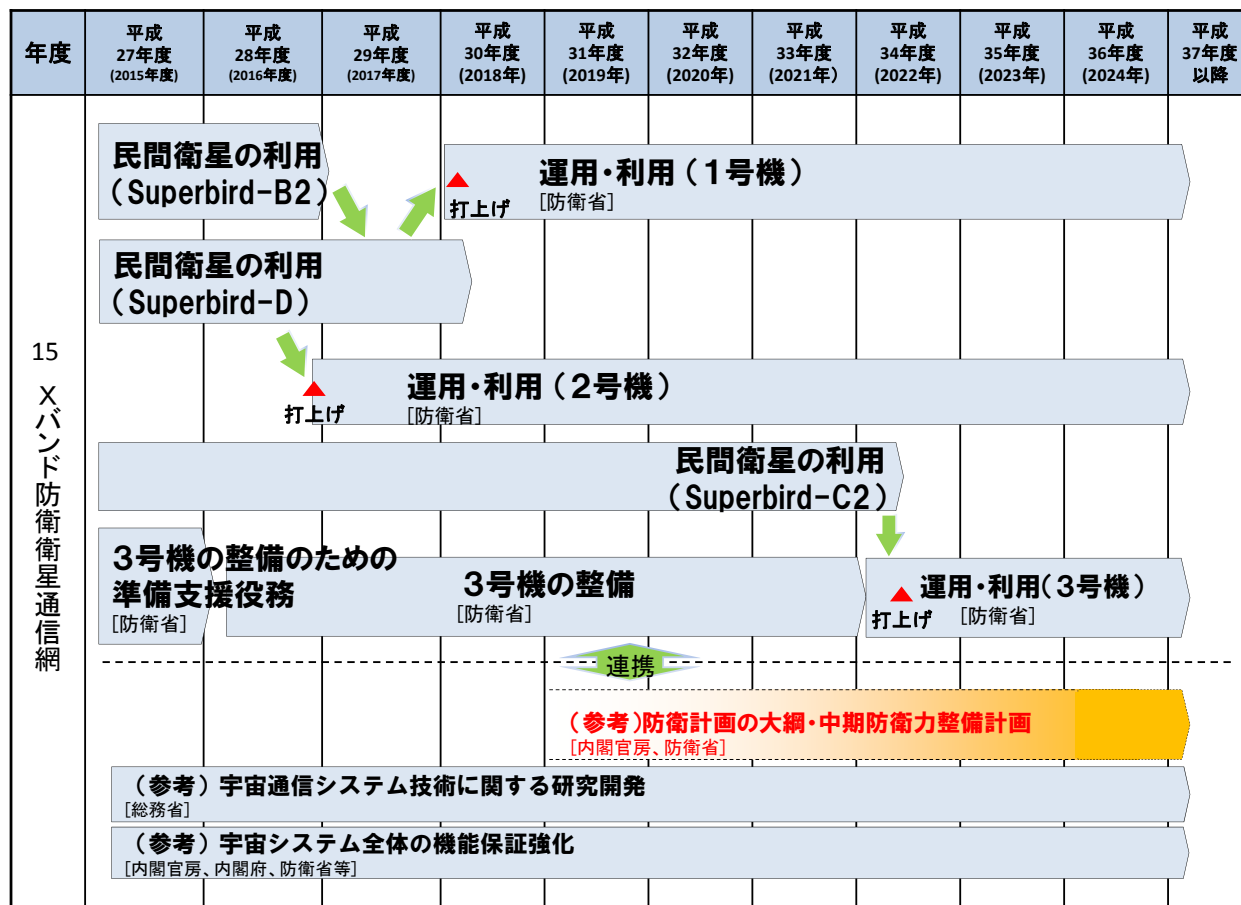 年度
平成
27年度
(2015年度)
平成
28年度
(2016年度)
平成
29年度
(2017年度)
平成
30年度
(2018年)
平成
31年度
(2019年)
平成
32年度
(2020年)
平成
33年度
(2021年)
平成
34年度
(2022年)
平成
35年度
(2023年)
平成
36年度
(2024年)
平成
37年度
以降
15 Xバンド防衛衛星通信網
民間衛星の利用
(Superbird-B2)
打上げ
運用・利用(1号機)
[防衛省]
民間衛星の利用
(Superbird-D)
打上げ
運用・利用(2号機)
[防衛省]
民間衛星の利用
(Superbird-C2)
3号機の整備のための
準備支援役務
[防衛省]
3号機の整備
[防衛省]
打上げ
運用・利用(3号機)
[防衛省]
連携
(参考)防衛計画の大綱・中期防衛力整備計画
[内閣官房、防衛省]
(参考)宇宙通信システム技術に関する研究開発
[総務省]
(参考)宇宙システム全体の機能保証強化
[内閣官房、内閣府、防衛省等]